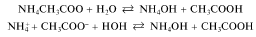 NH₄CH₃COO + H₂O ⇌ NH₄OH + CH₃COOH
NH₄⁺ + CH₃COO⁻ + HOH ⇌ NH₄OH + CH₃COOH